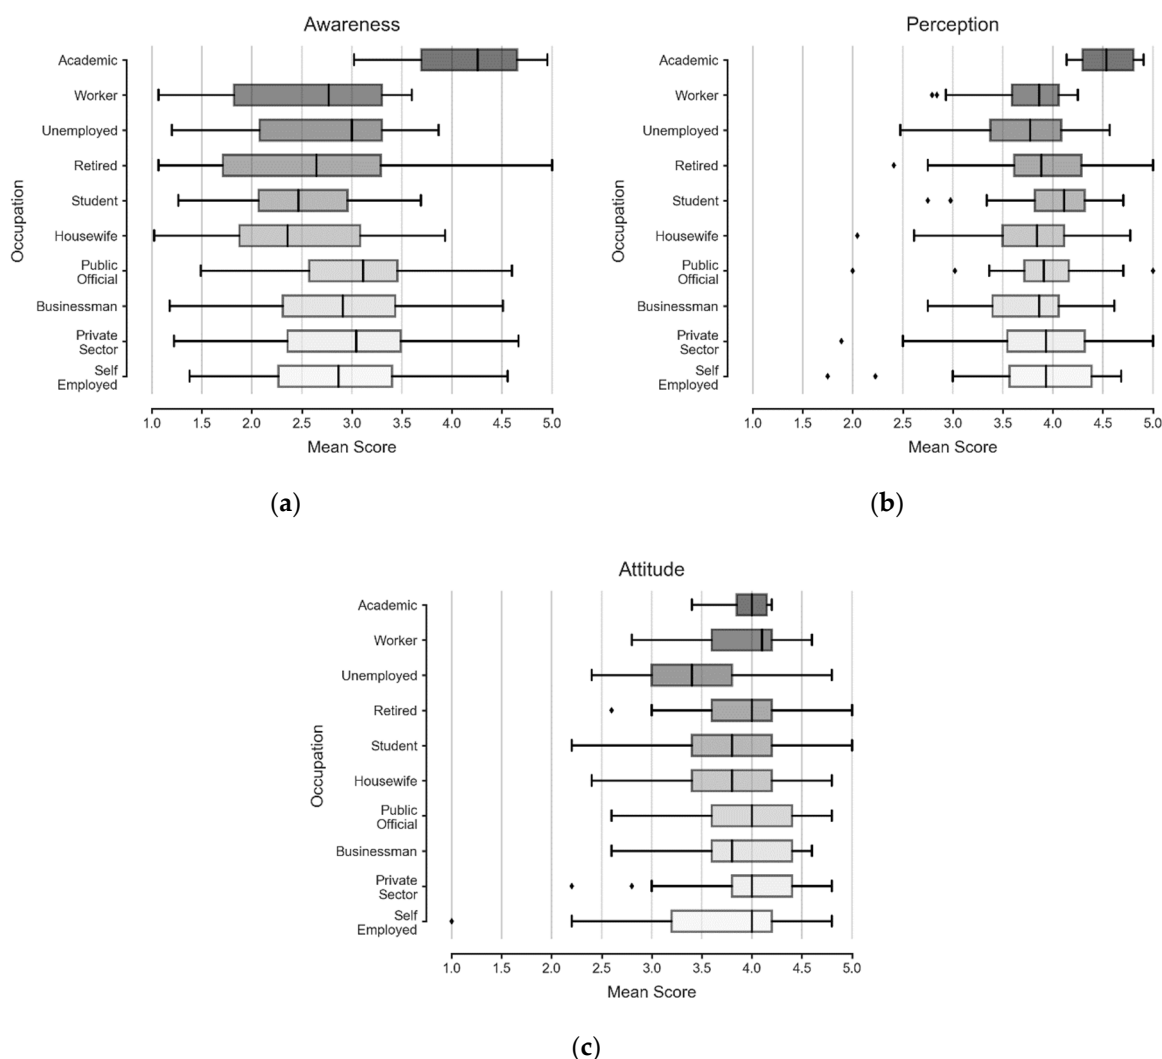 Awareness
Academic
Worker
Unemployed
Retired
Student
Housewife
Public
Official
Businessman
Private
Sector
Self
Employed
Occupation
1.0 1.5 2.0 2.5 3.0 3.5 4.0 4.5 5.0
Mean Score
(a)
Perception
Academic
Worker
Unemployed
Retired
Student
Housewife
Public
Official
Businessman
Private
Sector
Self
Employed
Occupation
1.0 1.5 2.0 2.5 3.0 3.5 4.0 4.5 5.0
Mean Score
(b)
Attitude
Academic
Worker
Unemployed
Retired
Student
Housewife
Public
Official
Businessman
Private
Sector
Self
Employed
Occupation
1.0 1.5 2.0 2.5 3.0 3.5 4.0 4.5 5.0
Mean Score
(c)